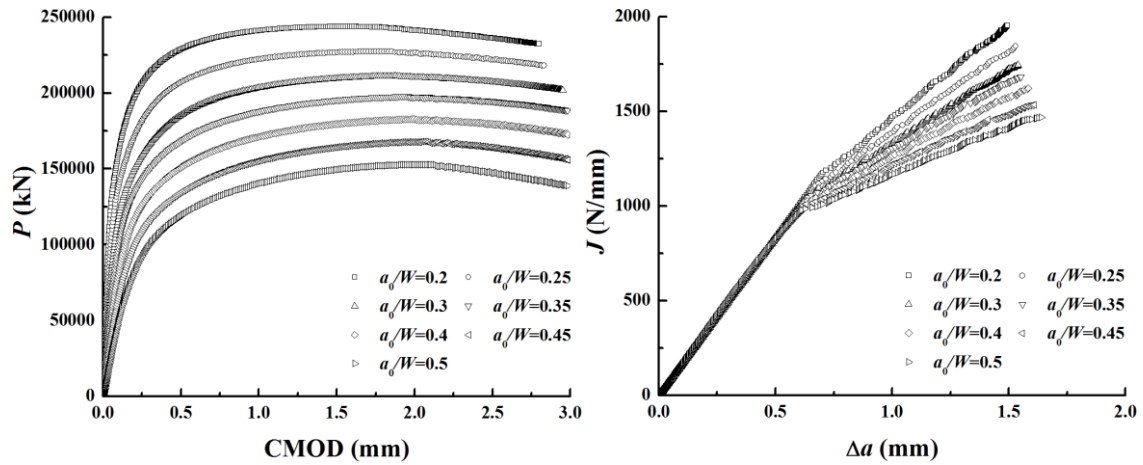 250000
200000
150000
100000
50000
0
P (kN)
0.0 0.5 1.0 1.5 2.0 2.5 3.0
CMOD (mm)
a₀/W=0.2 a₀/W=0.25
a₀/W=0.3 a₀/W=0.35
a₀/W=0.4 a₀/W=0.45
a₀/W=0.5
2000
1500
1000
500
0
J (N/mm)
0.0 0.5 1.0 1.5 2.0
Δa (mm)
a₀/W=0.2 a₀/W=0.25
a₀/W=0.3 a₀/W=0.35
a₀/W=0.4 a₀/W=0.45
a₀/W=0.5